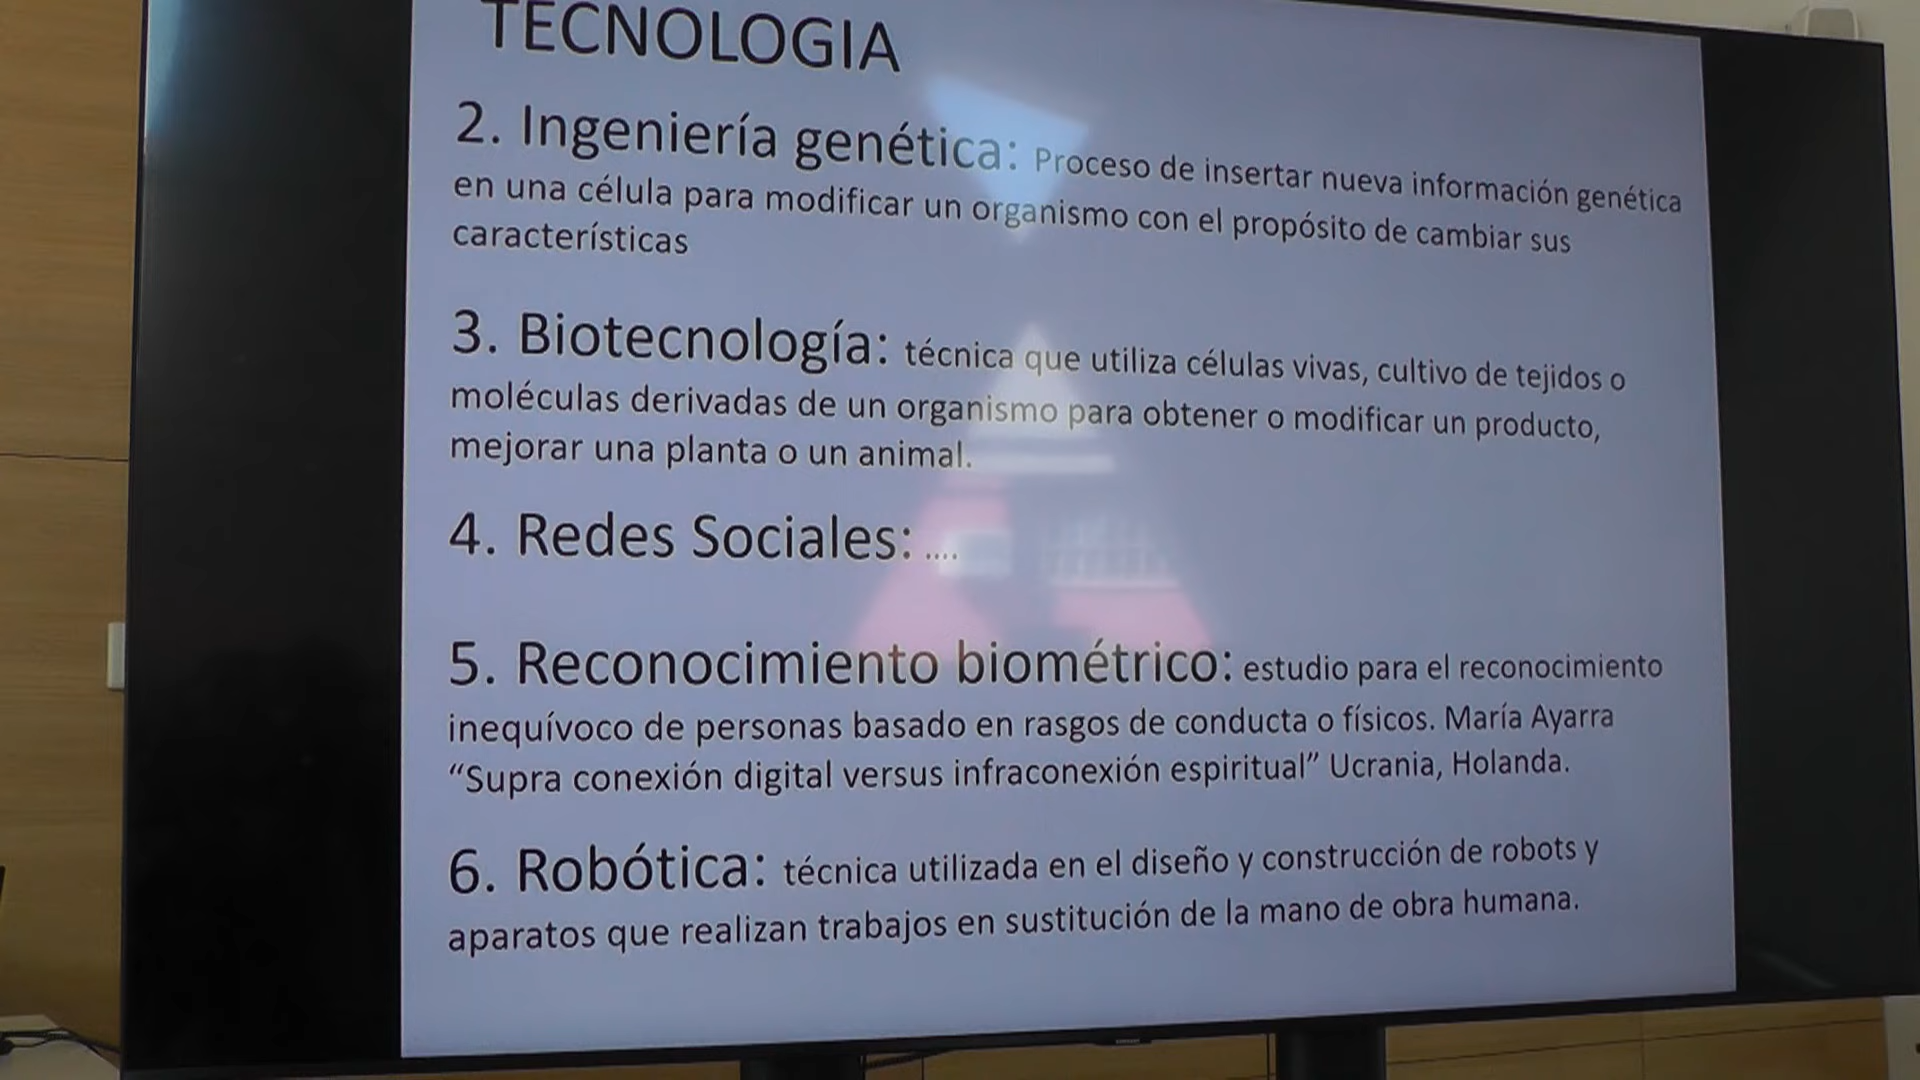 TECNOLOGIA
2. Ingeniería genética: Proceso de insertar nueva información genética
en una célula para modificar un organismo con el propósito de cambiar sus
características
3. Biotecnología: técnica que utiliza células vivas, cultivo de tejidos o
moléculas derivadas de un organismo para obtener o modificar un producto,
mejorar una planta o un animal.
4. Redes Sociales: ....
5. Reconocimiento biométrico: estudio para el reconocimiento
inequívoco de personas basado en rasgos de conducta o físicos. María Ayarra
“Supra conexión digital versus infraconexión espiritual” Ucrania, Holanda.
6. Robótica: técnica utilizada en el diseño y construcción de robots y
aparatos que realizan trabajos en sustitución de la mano de obra humana.